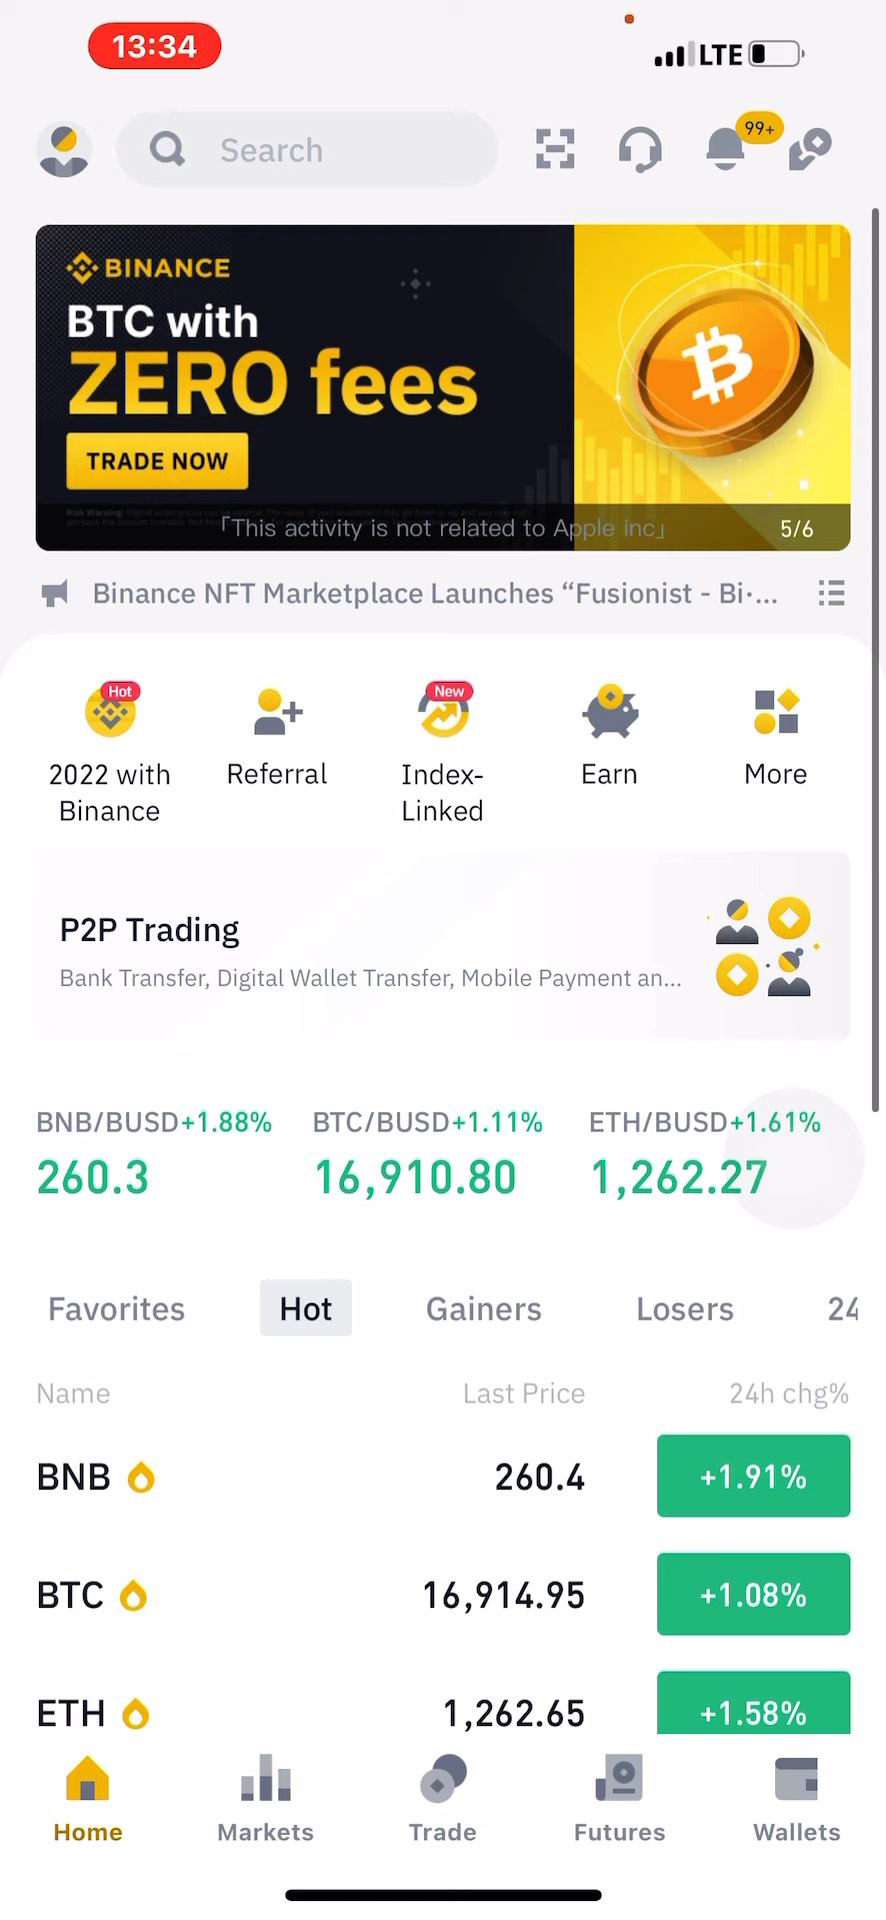 13:34
LTE
Search
99+
BINANCE
BTC with
ZERO fees
TRADE NOW
「This activity is not related to Apple inc」
5/6
Binance NFT Marketplace Launches “Fusionist - Bi·...
Hot
New
2022 with
Binance
Referral
Index-
Linked
Earn
More
P2P Trading
Bank Transfer, Digital Wallet Transfer, Mobile Payment an...
BNB/BUSD+1.88%
BTC/BUSD+1.11%
ETH/BUSD+1.61%
260.3
16,910.80
1,262.27
Favorites
Hot
Gainers
Losers
24
Name
Last Price
24h chg%
BNB
260.4
+1.91%
BTC
16,914.95
+1.08%
ETH
1,262.65
+1.58%
Home
Markets
Trade
Futures
Wallets